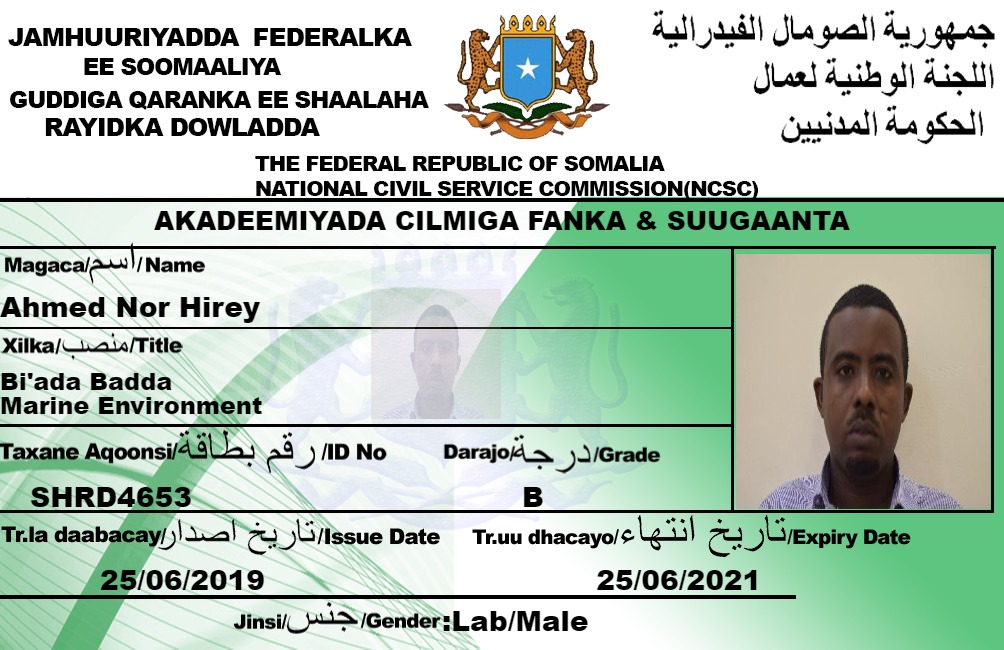 JAMHUURIYADDA FEDERALKA
EE SOOMAALIYA
GUDDIGA QARANKA EE SHAALAHA
RAYIDKA DOWLADDA
جمهورية الصومال الفيدرالية
اللجنة الوطنية لعمال
الحكومة المدنيين
THE FEDERAL REPUBLIC OF SOMALIA
NATIONAL CIVIL SERVICE COMMISSION(NCSC)
AKADEEMIYADA CILMIGA FANKA & SUUGAANTA
Magaca/اسم/Name
Ahmed Nor Hirey
Xilka/منصب/Title
Bi'ada Badda
Marine Environment
Taxane Aqoonsi/رقم بطاقة/ID No
Darajo/درجة/Grade
SHRD4653
B
Tr.la daabacay/تاريخ اصدار/Issue Date
Tr.uu dhacayo/تاريخ انتهاء/Expiry Date
25/06/2019
25/06/2021
Jinsi/جنس/Gender:Lab/Male